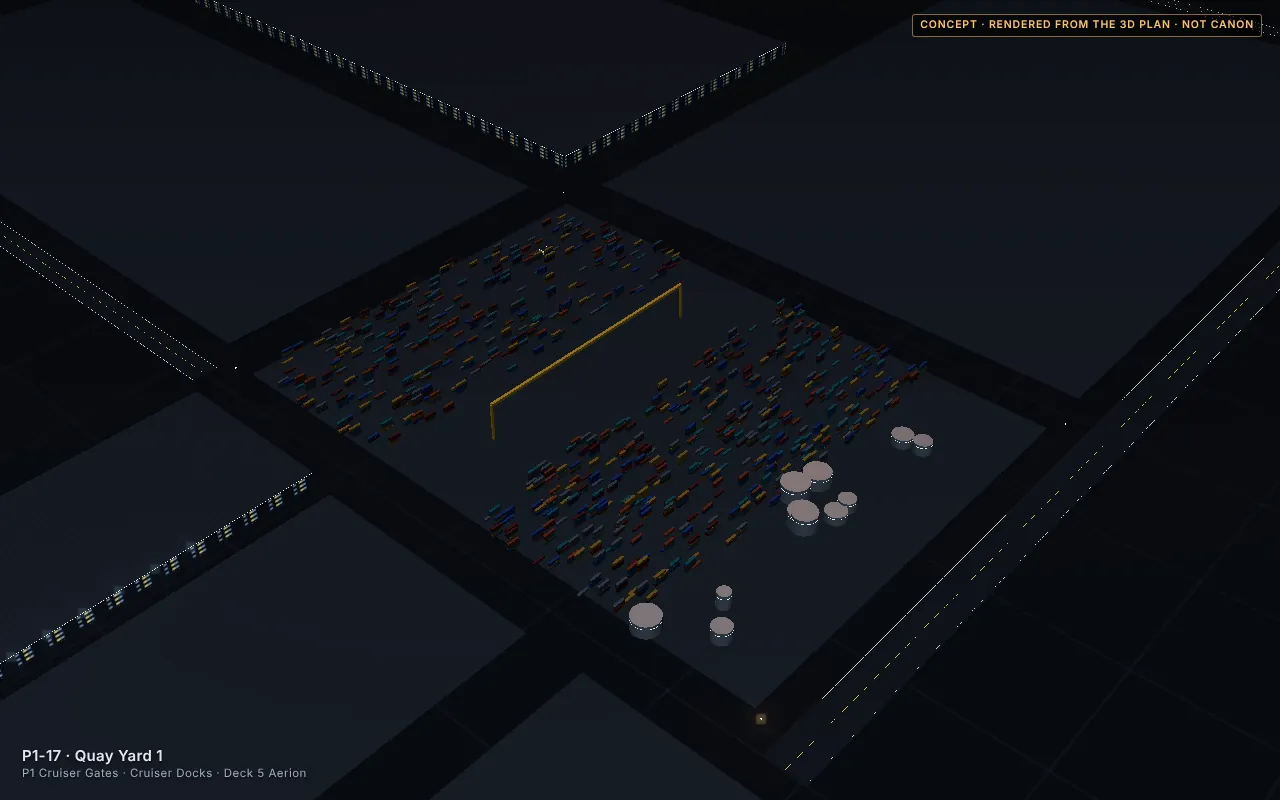 CONCEPT · RENDERED FROM THE 3D PLAN · NOT CANON
P1-17 · Quay Yard 1
P1 Cruiser Gates · Cruiser Docks · Deck 5 Aerion